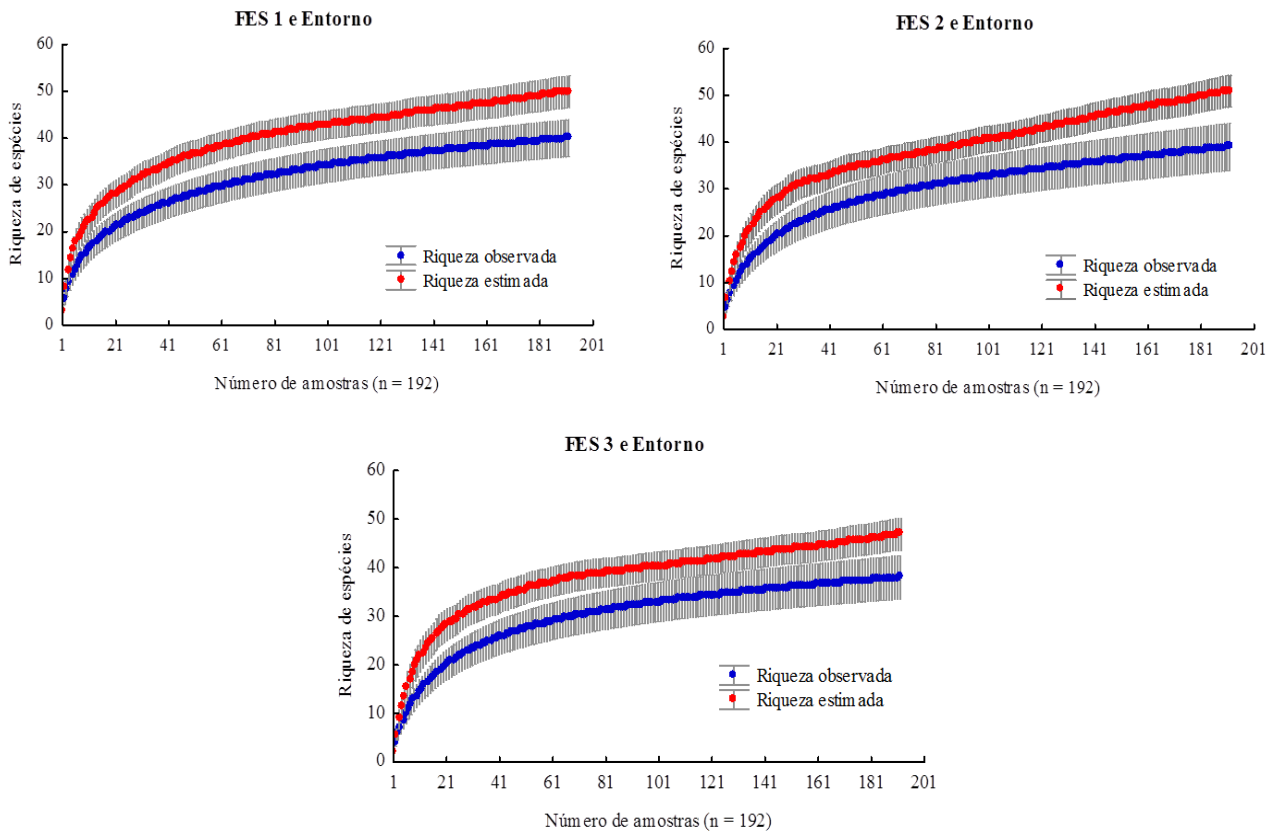 FES 1 e Entorno
Riqueza de espécies
60
50
40
30
20
10
0
Riqueza observada
Riqueza estimada
1 21 41 61 81 101 121 141 161 181 201
Número de amostras (n = 192)
FES 2 e Entorno
Riqueza de espécies
60
50
40
30
20
10
0
Riqueza observada
Riqueza estimada
1 21 41 61 81 101 121 141 161 181 201
Número de amostras (n = 192)
FES 3 e Entorno
Riqueza de espécies
60
50
40
30
20
10
0
Riqueza observada
Riqueza estimada
1 21 41 61 81 101 121 141 161 181 201
Número de amostras (n = 192)